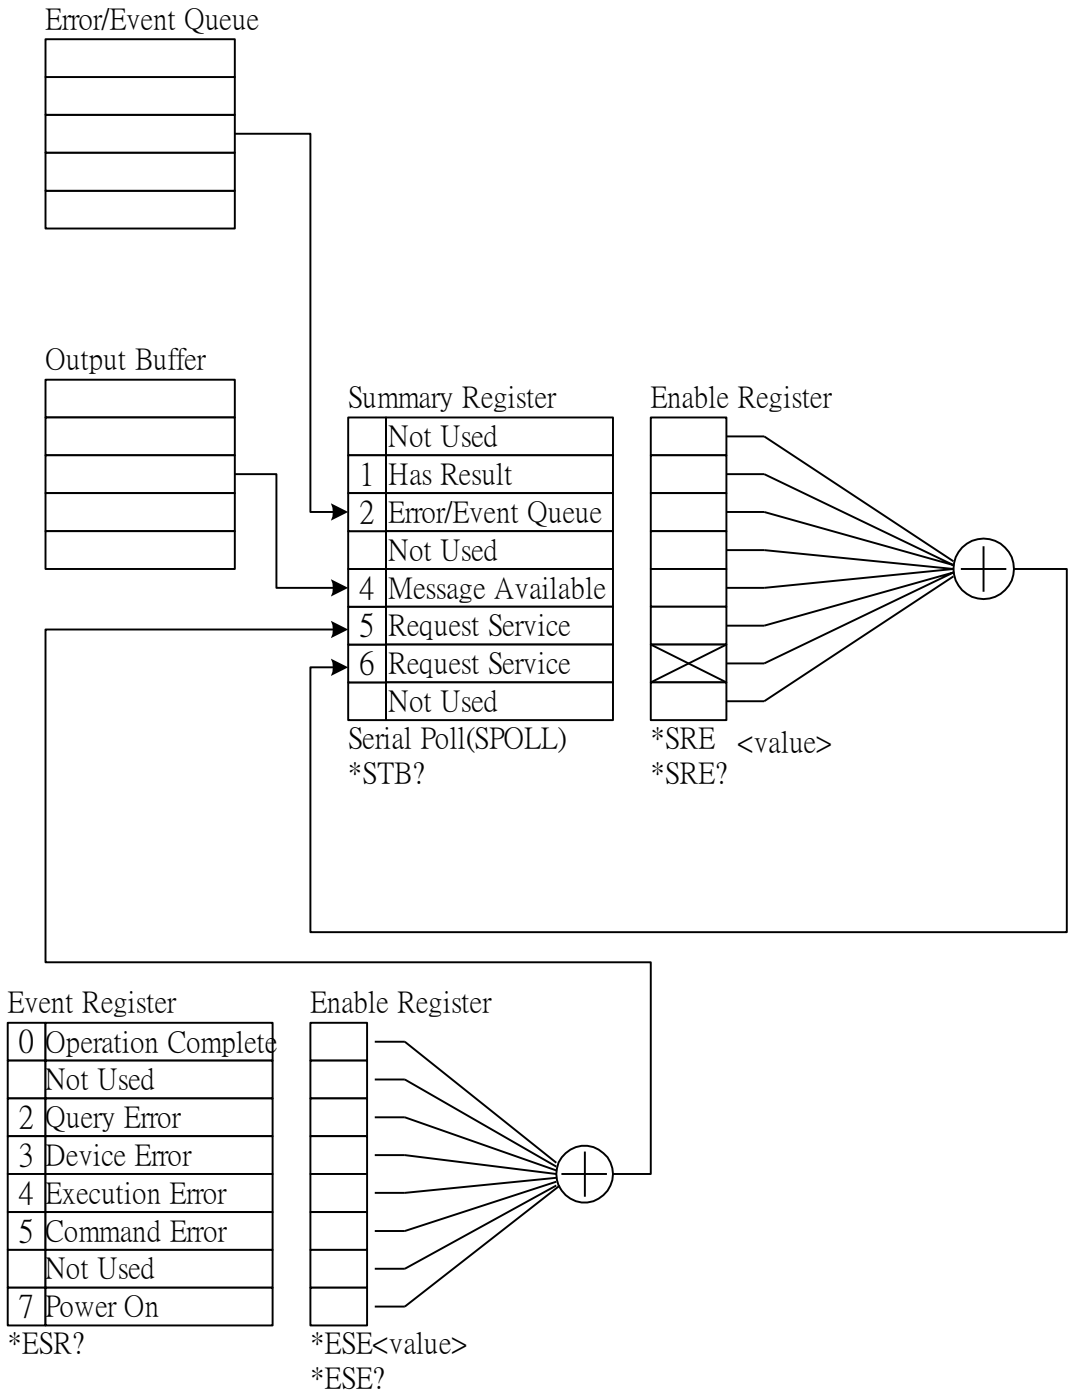 Error/Event Queue
Output Buffer
Summary Register
Not Used
1 Has Result
2 Error/Event Queue
Not Used
4 Message Available
5 Request Service
6 Request Service
Not Used
Serial Poll(SPOLL)
*STB?
Enable Register
*SRE <value>
*SRE?
Event Register
0 Operation Complete
Not Used
2 Query Error
3 Device Error
4 Execution Error
5 Command Error
Not Used
7 Power On
*ESR?
Enable Register
*ESE<value>
*ESE?